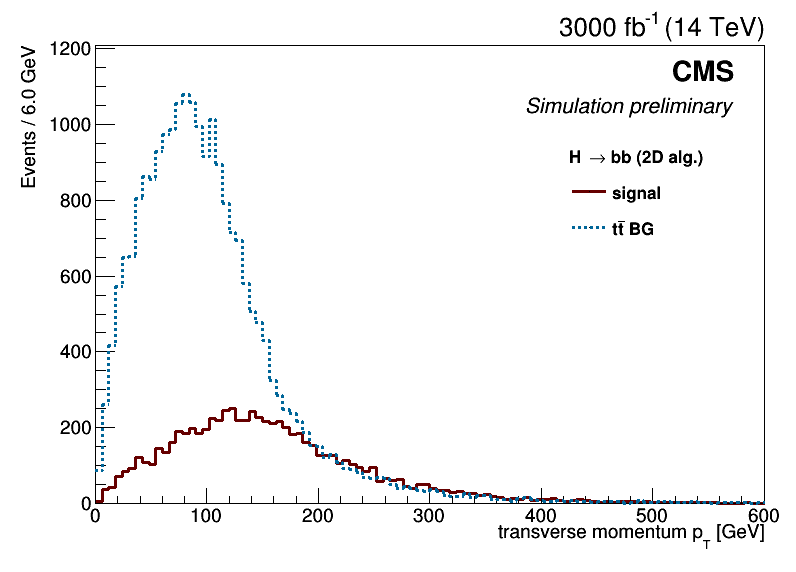 3000 fb-1 (14 TeV)
Events / 6.0 GeV
1200
1000
800
600
400
200
0
CMS
Simulation preliminary
H → bb (2D alg.)
signal
tt̄ BG
0 100 200 300 400 500 600
transverse momentum pT [GeV]